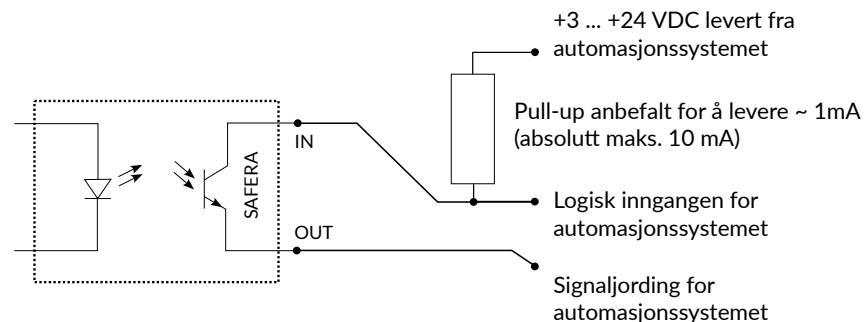 +3 ... +24 VDC levert fra
automasjonssystemet
Pull-up anbefalt for å levere ~ 1mA
(absolutt maks. 10 mA)
IN
SAFERA
Logisk inngangen for
automasjonssystemet
OUT
Signaljording for
automasjonssystemet